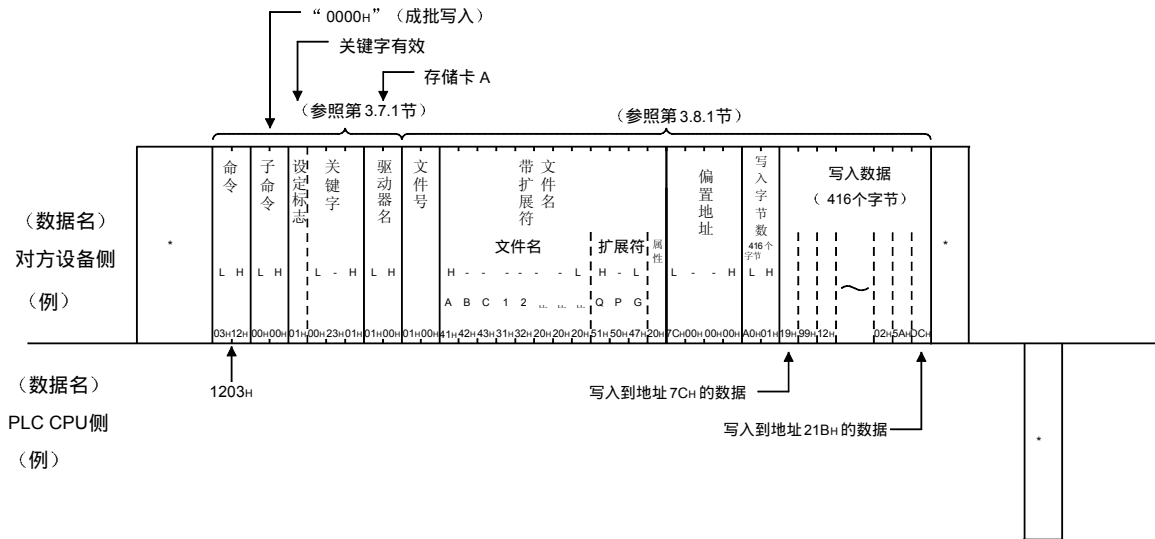 “ 0000H” （成批写入）
关键字有效
存储卡 A
（参照第 3.7.1节）
（参照第 3.8.1节）
命令
子命令
设定标志
关键字
驱动器名
文件号
带扩展符
文件名
偏置地址
写入字节数
416个
字节
写入数据
（ 416个字节）
文件名
扩展符
属性
（数据名）
对方设备侧
（例）
*
*
L H L H L - H L H H - - - - - - L H - L L - - H L H
A B C 1 2 Q P G
03H 12H 00H 00H 01H 00H 23H 01H 01H 00H 01H 00H 41H 42H 43H 31H 32H 20H 20H 20H 51H 50H 47H 20H 7CH 00H 00H 00H A0H 01H 19H 99H 12H 02H 5AH DCH
（数据名）
PLC CPU侧
（例）
1203H
写入到地址 7CH 的数据
写入到地址 21BH 的数据
*